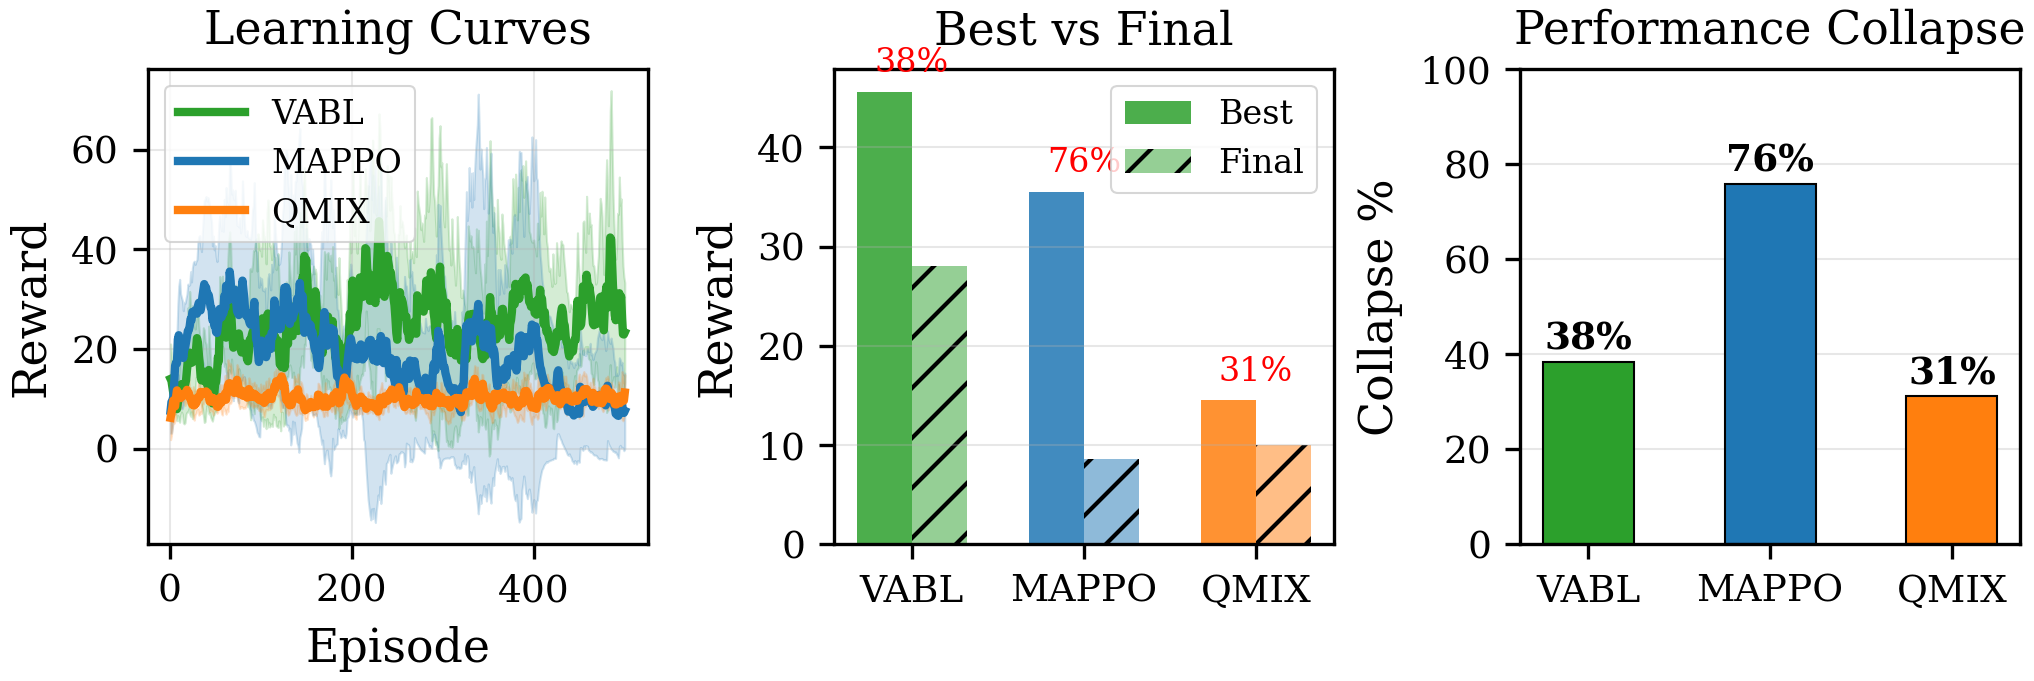 Learning Curves
VABL
MAPPO
QMIX
Reward
60
40
20
0
0
200
400
Episode
Best vs Final
38%
76%
31%
Best
Final
Reward
40
30
20
10
0
VABL
MAPPO
QMIX
Performance Collapse
Collapse %
100
80
60
40
20
0
38%
76%
31%
VABL
MAPPO
QMIX